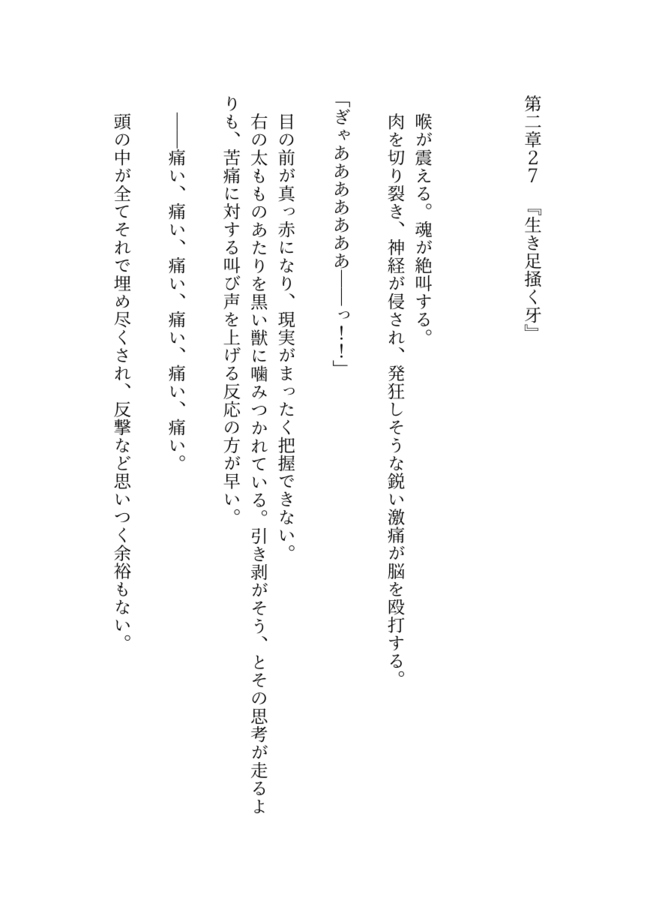 第二章２７　『生き足掻く牙』
喉が震える。魂が絶叫する。
肉を切り裂き、神経が侵され、発狂しそうな鋭い激痛が脳を殴打する。
「ぎゃああああああ――っ！！」
目の前が真っ赤になり、現実がまったく把握できない。
右の太もものあたりを黒い獣に噛みつかれている。引き剥がそう、とその思考が走るよ
りも、苦痛に対する叫び声を上げる反応の方が早い。
――痛い、痛い、痛い、痛い、痛い、痛い。
頭の中が全てそれで埋め尽くされ、反撃など思いつく余裕もない。